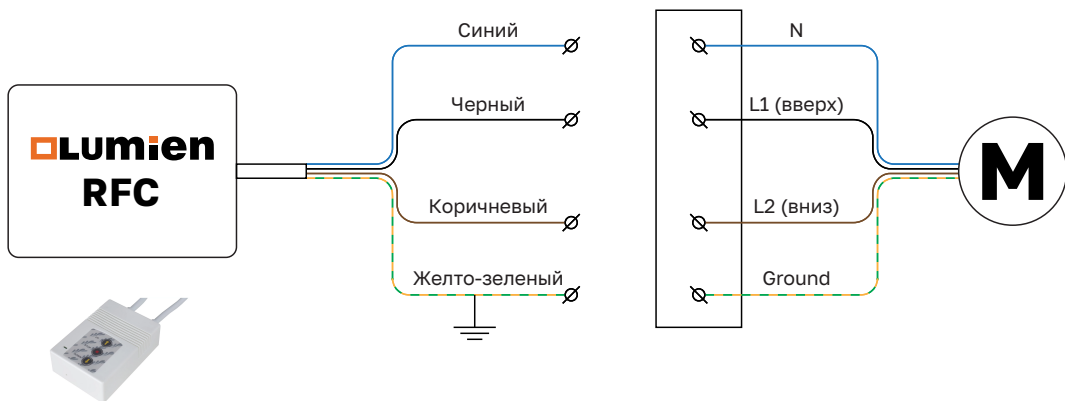 Синий
Черный
Коричневый
Желто-зеленый
Lumien
RFC
N
L1 (вверх)
L2 (вниз)
Ground
M